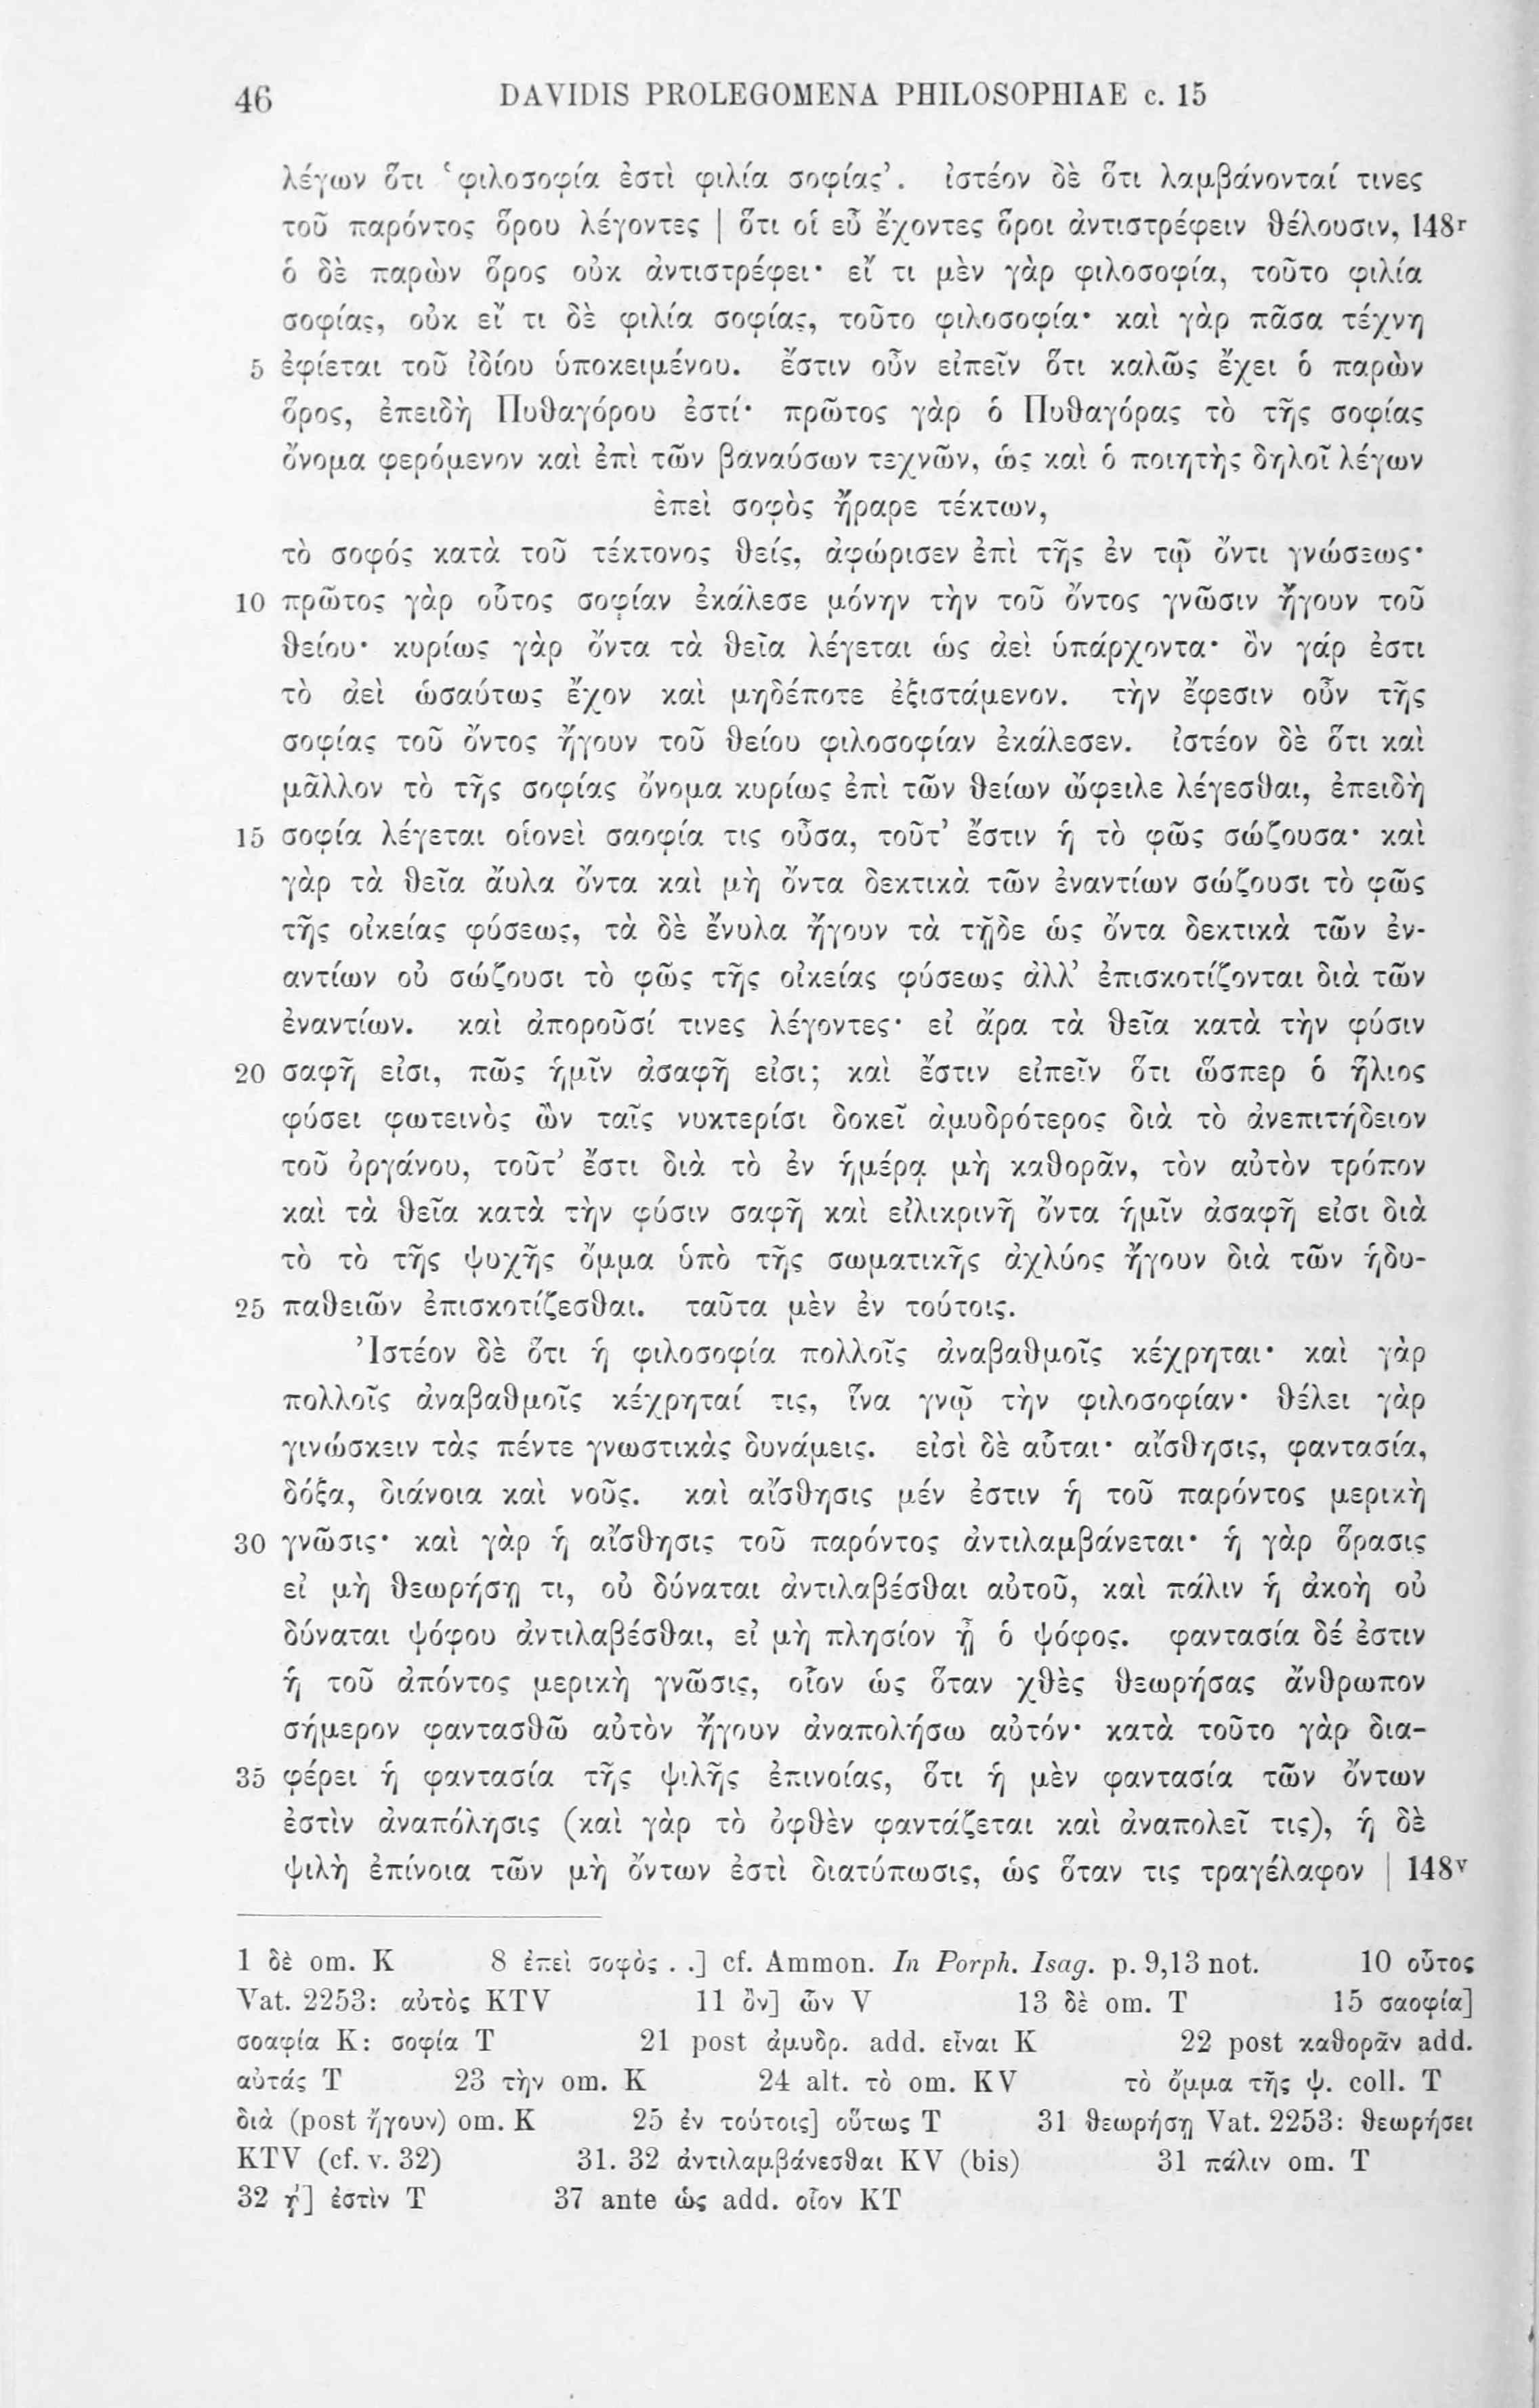 46 DAVIDIS PROLEGOMENA PHILOSOPHIAE c. 15
λέγων ὅτι ‘φιλοσοφία ἐστὶ φιλία σοφίας’. ἰστέον δὲ ὅτι λαμβάνονταί τινες
τοῦ παρόντος ὅρου λέγοντες | ὅτι οἱ εὖ ἔχοντες ὅροι ἀντιστρέφειν θέλουσιν, 148r
ὁ δὲ παρὼν ὅρος οὐκ ἀντιστρέφει· εἴ τι μὲν γὰρ φιλοσοφία, τοῦτο φιλία
σοφίας, οὐκ εἴ τι δὲ φιλία σοφίας, τοῦτο φιλοσοφία· καὶ γὰρ πᾶσα τέχνη
5 ἐφίεται τοῦ ἰδίου ὑποκειμένου. ἔστιν οὖν εἰπεῖν ὅτι καλῶς ἔχει ὁ παρὼν
ὅρος, ἐπειδὴ Πυθαγόρου ἐστί· πρῶτος γὰρ ὁ Πυθαγόρας τὸ τῆς σοφίας
ὄνομα φερόμενον καὶ ἐπὶ τῶν βαναύσων τεχνῶν, ὡς καὶ ὁ ποιητὴς δηλοῖ λέγων
ἐπεὶ σοφὸς ἤραρε τέκτων,
τὸ σοφός κατὰ τοῦ τέκτονος θείς, ἀφώρισεν ἐπὶ τῆς ἐν τῷ ὄντι γνώσεως·
10 πρῶτος γὰρ οὗτος σοφίαν ἐκάλεσε μόνην τὴν τοῦ ὄντος γνῶσιν ἤγουν τοῦ
θείου· κυρίως γὰρ ὄντα τὰ θεῖα λέγεται ὡς ἀεὶ ὑπάρχοντα· ὂν γάρ ἐστι
τὸ ἀεὶ ὡσαύτως ἔχον καὶ μηδέποτε ἐξιστάμενον. τὴν ἔφεσιν οὖν τῆς
σοφίας τοῦ ὄντος ἤγουν τοῦ θείου φιλοσοφίαν ἐκάλεσεν. ἰστέον δὲ ὅτι καὶ
μᾶλλον τὸ τῆς σοφίας ὄνομα κυρίως ἐπὶ τῶν θείων ὤφειλε λέγεσθαι, ἐπειδὴ
15 σοφία λέγεται οἱονεὶ σαοφία τις οὖσα, τοῦτ’ ἔστιν ἡ τὸ φῶς σώζουσα· καὶ
γὰρ τὰ θεῖα ἄυλα ὄντα καὶ μὴ ὄντα δεκτικὰ τῶν ἐναντίων σώζουσι τὸ φῶς
τῆς οἰκείας φύσεως, τὰ δὲ ἔνυλα ἤγουν τὰ τῇδε ὡς ὄντα δεκτικὰ τῶν ἐν-
αντίων οὐ σώζουσι τὸ φῶς τῆς οἰκείας φύσεως ἀλλ’ ἐπισκοτίζονται διὰ τῶν
ἐναντίων. καὶ ἀποροῦσί τινες λέγοντες· εἰ ἄρα τὰ θεῖα κατὰ τὴν φύσιν
20 σαφῆ εἰσι, πῶς ἡμῖν ἀσαφῆ εἰσι; καὶ ἔστιν εἰπεῖν ὅτι ὥσπερ ὁ ἥλιος
φύσει φωτεινὸς ὢν ταῖς νυκτερίσι δοκεῖ ἀμυδρότερος διὰ τὸ ἀνεπιτήδειον
τοῦ ὀργάνου, τοῦτ’ ἔστι διὰ τὸ ἐν ἡμέρᾳ μὴ καθορᾶν, τὸν αὐτὸν τρόπον
καὶ τὰ θεῖα κατὰ τὴν φύσιν σαφῆ καὶ εἰλικρινῆ ὄντα ἡμῖν ἀσαφῆ εἰσι διὰ
τὸ τὸ τῆς ψυχῆς ὄμμα ὑπὸ τῆς σωματικῆς ἀχλύος ἤγουν διὰ τῶν ἡδυ-
25 παθειῶν ἐπισκοτίζεσθαι. ταῦτα μὲν ἐν τούτοις.
Ἰστέον δὲ ὅτι ἡ φιλοσοφία πολλοῖς ἀναβαθμοῖς κέχρηται· καὶ γὰρ
πολλοῖς ἀναβαθμοῖς κέχρηταί τις, ἵνα γνῷ τὴν φιλοσοφίαν· θέλει γὰρ
γινώσκειν τὰς πέντε γνωστικὰς δυνάμεις. εἰσὶ δὲ αὗται· αἴσθησις, φαντασία,
δόξα, διάνοια καὶ νοῦς. καὶ αἴσθησις μέν ἐστιν ἡ τοῦ παρόντος μερικὴ
30 γνῶσις· καὶ γὰρ ἡ αἴσθησις τοῦ παρόντος ἀντιλαμβάνεται· ἡ γὰρ ὅρασις
εἰ μὴ θεωρήσῃ τι, οὐ δύναται ἀντιλαβέσθαι αὐτοῦ, καὶ πάλιν ἡ ἀκοὴ οὐ
δύναται ψόφου ἀντιλαβέσθαι, εἰ μὴ πλησίον ᾖ ὁ ψόφος. φαντασία δέ ἐστιν
ἡ τοῦ ἀπόντος μερικὴ γνῶσις, οἷον ὡς ὅταν χθὲς θεωρήσας ἄνθρωπον
σήμερον φαντασθῶ αὐτὸν ἤγουν ἀναπολήσω αὐτόν· κατὰ τοῦτο γὰρ δια-
35 φέρει ἡ φαντασία τῆς ψιλῆς ἐπινοίας, ὅτι ἡ μὲν φαντασία τῶν ὄντων
ἐστὶν ἀναπόλησις (καὶ γὰρ τὸ ὀφθὲν φαντάζεται καὶ ἀναπολεῖ τις), ἡ δὲ
ψιλὴ ἐπίνοια τῶν μὴ ὄντων ἐστὶ διατύπωσις, ὡς ὅταν τις τραγέλαφον | 148v
1 δὲ om. K 8 ἐπεὶ σοφὸς . .] cf. Ammon. In Porph. Isag. p. 9,13 not. 10 οὗτος
Vat. 2253: αὐτὸς KTV 11 ὂν] ὧν V 13 δὲ om. T 15 σαοφία]
σοαφία K: σοφία T 21 post ἀμυδρ. add. εἶναι K 22 post καθορᾶν add.
αὐτάς T 23 τὴν om. K 24 alt. τὸ om. KV τὸ ὄμμα τῆς ψ. coll. T
διὰ (post ἤγουν) om. K 25 ἐν τούτοις] οὕτως T 31 θεωρήσῃ Vat. 2253: θεωρήσει
KTV (cf. v. 32) 31. 32 ἀντιλαμβάνεσθαι KV (bis) 31 πάλιν om. T
32 ᾖ] ἐστὶν T 37 ante ὡς add. οἷον KT